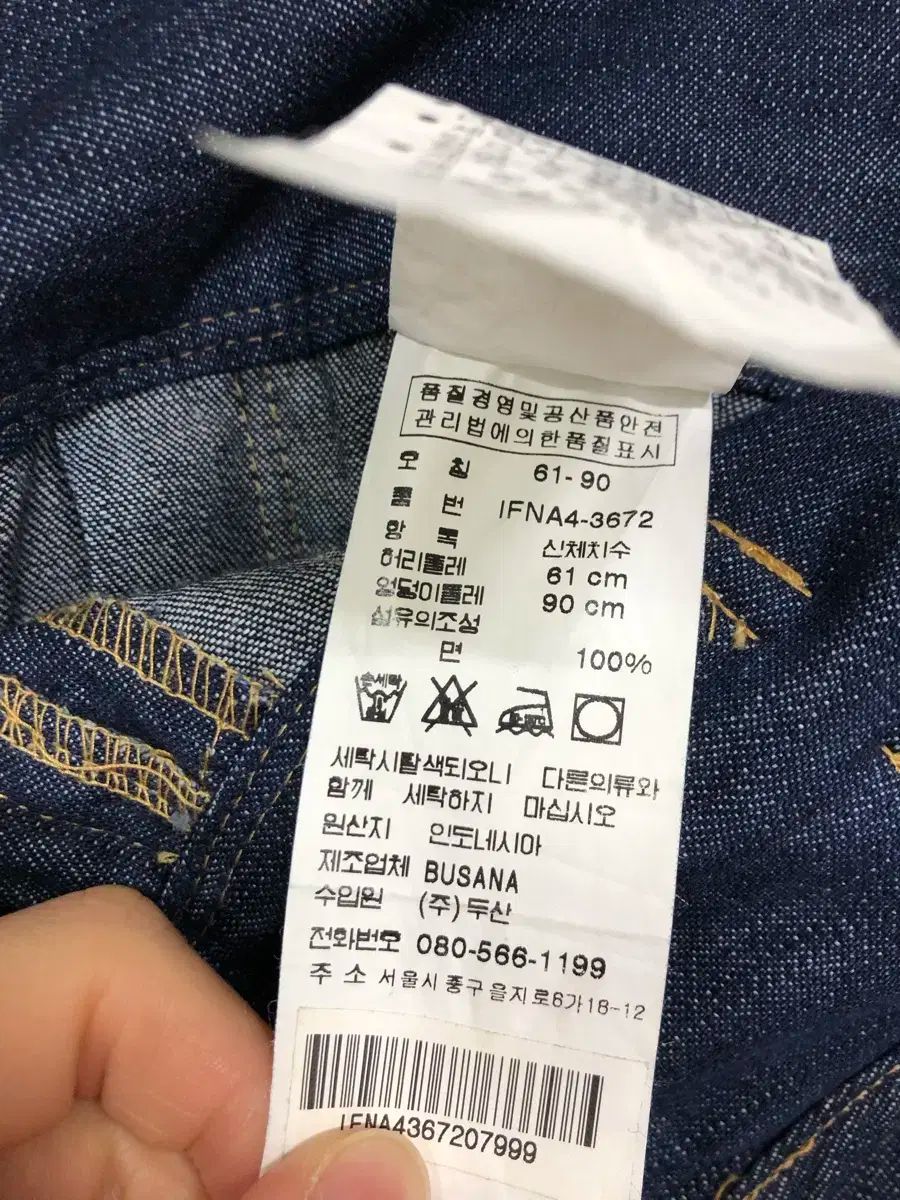 품질경영및공산품안전
관리법에의한품질표시
호 칭 61-90
품 번 IFNA4-3672
항 목 신체치수
허리둘레 61 cm
엉덩이둘레 90 cm
섬유의조성
면 100%
손세탁
세탁시탈색되오니 다른의류와
함께 세탁하지 마십시오
원산지 인도네시아
제조업체 BUSANA
수입원 (주)두산
전화번호 080-566-1199
주 소 서울시중구을지로6가18-12
IFNA4367207999